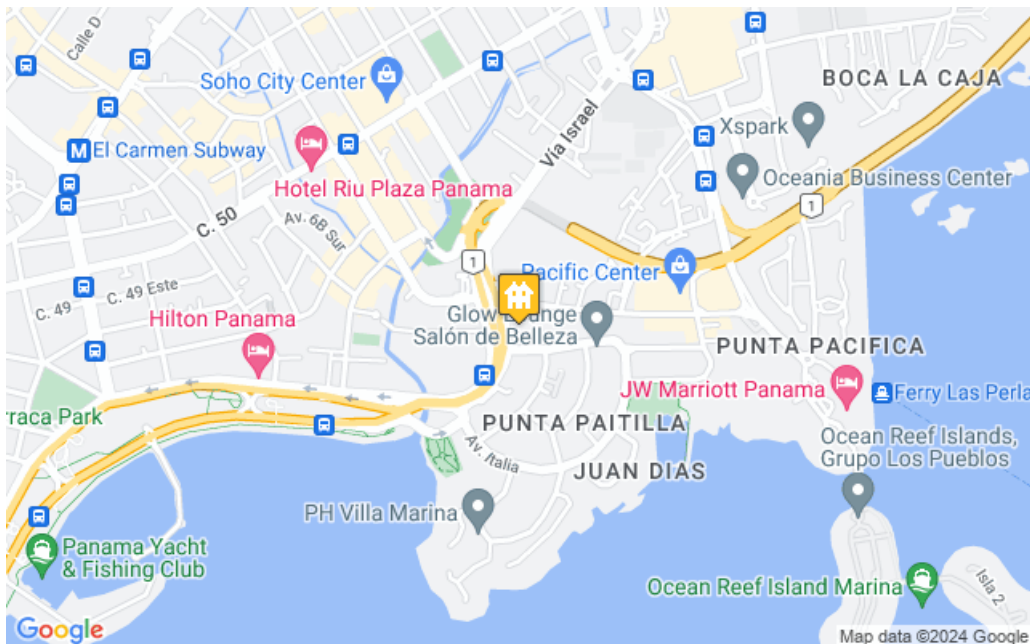 Calle D
Soho City Center
BOCA LA CAJA
Xspark
Vía Israel
M El Carmen Subway
Oceania Business Center
Hotel Riu Plaza Panama
1
C. 50
Av. 6B Sur
1
Pacific Center
C. 49 Este
C. 49
Glow Lounge
Salón de Belleza
Hilton Panama
PUNTA PACIFICA
JW Marriott Panama
Ferry Las Perla
rraca Park
PUNTA PAITILLA
Ocean Reef Islands,
Grupo Los Pueblos
Av. Italia
JUAN DIAS
PH Villa Marina
Panama Yacht
& Fishing Club
Ocean Reef Island Marina
Isla 2
Google
Map data ©2024 Google